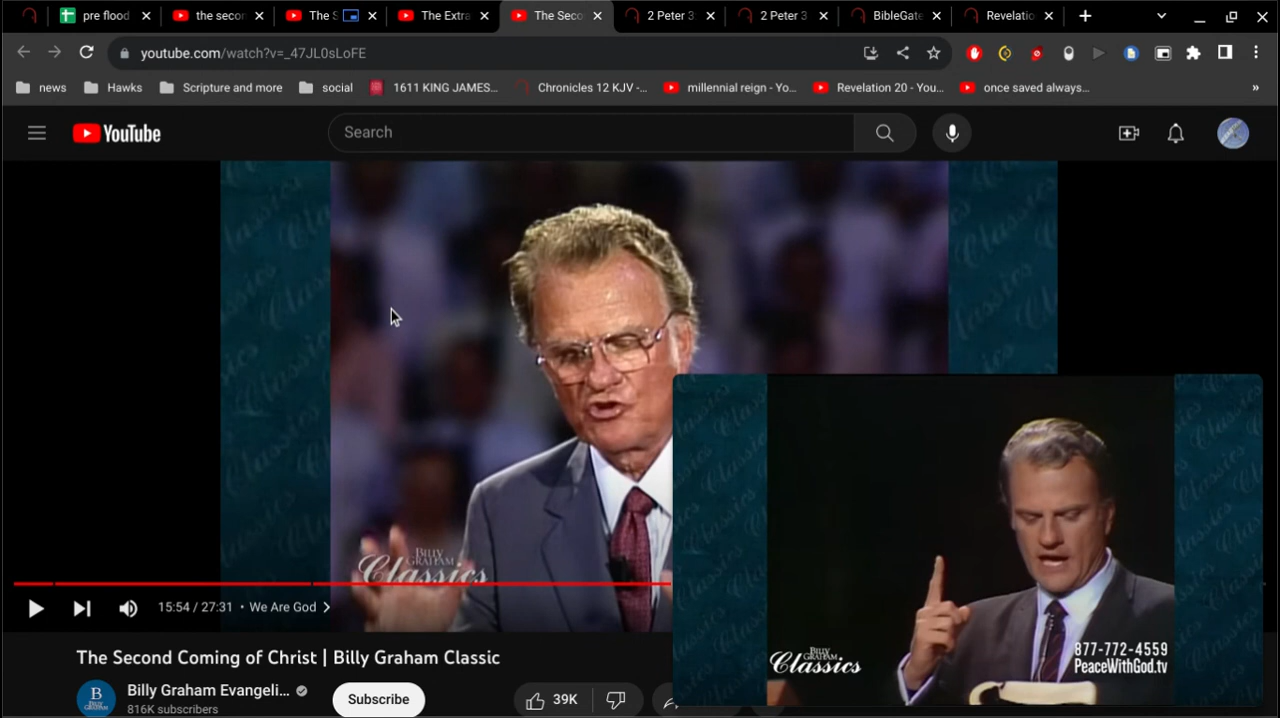 pre flood
the secon
The S
The Extra
The Seco
2 Peter 3
2 Peter 3
BibleGate
Revelatio
youtube.com/watch?v=_47JL0sLoFE
news
Hawks
Scripture and more
social
1611 KING JAMES...
Chronicles 12 KJV -...
millennial reign - Yo...
Revelation 20 - You...
once saved always...
»
YouTube
Search
BILLY
GRAHAM
Classics
15:54 / 27:31 • We Are God
BILLY
GRAHAM
Classics
877-772-4559
PeaceWithGod.tv
The Second Coming of Christ | Billy Graham Classic
B
BILLY GRAHAM
Billy Graham Evangeli...
816K subscribers
Subscribe
39K